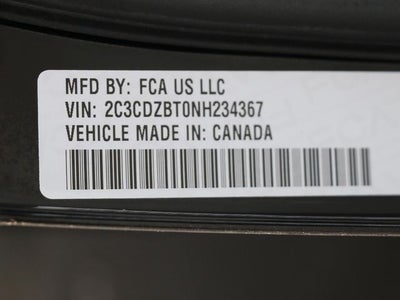 MFD BY: FCA US LLC
VIN: 2C3CDZBT0NH234367
VEHICLE MADE IN: CANADA